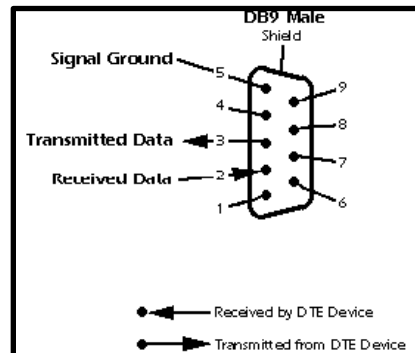 DB9 Male
Shield
Signal Ground
5
9
4
8
Transmitted Data
3
7
Received Data
2
1
6
Received by DTE Device
Transmitted from DTE Device